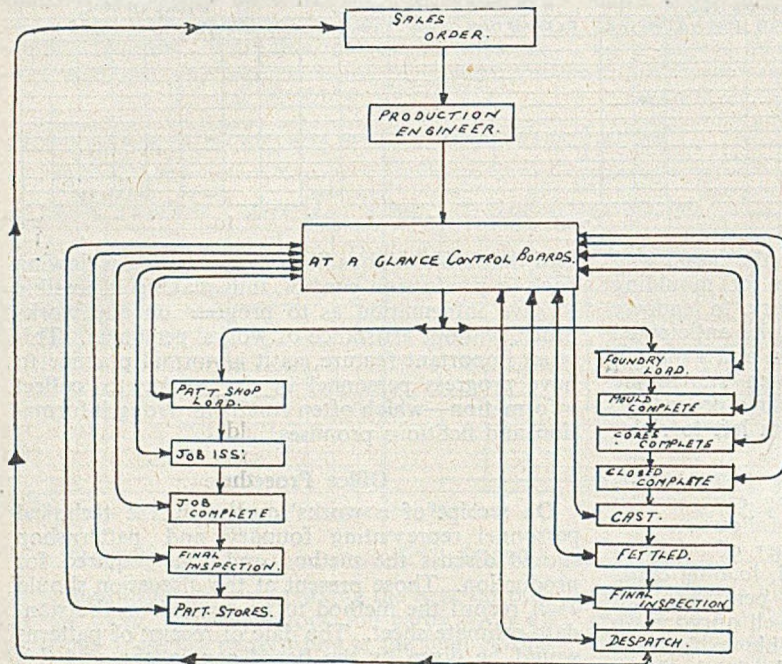 SALES
ORDER.
PRODUCTION
ENGINEER.
AT A GLANCE CONTROL BOARDS.
PATT. SHOP
LOAD.
JOB ISS.
JOB
COMPLETE.
FINAL
INSPECTION.
PATT. STORES.
FOUNDRY
LOAD.
MOULD
COMPLETE
CORES
COMPLETE
CLOSED
COMPLETE
CAST.
FETTLED.
FINAL
INSPECTION
DESPATCH.